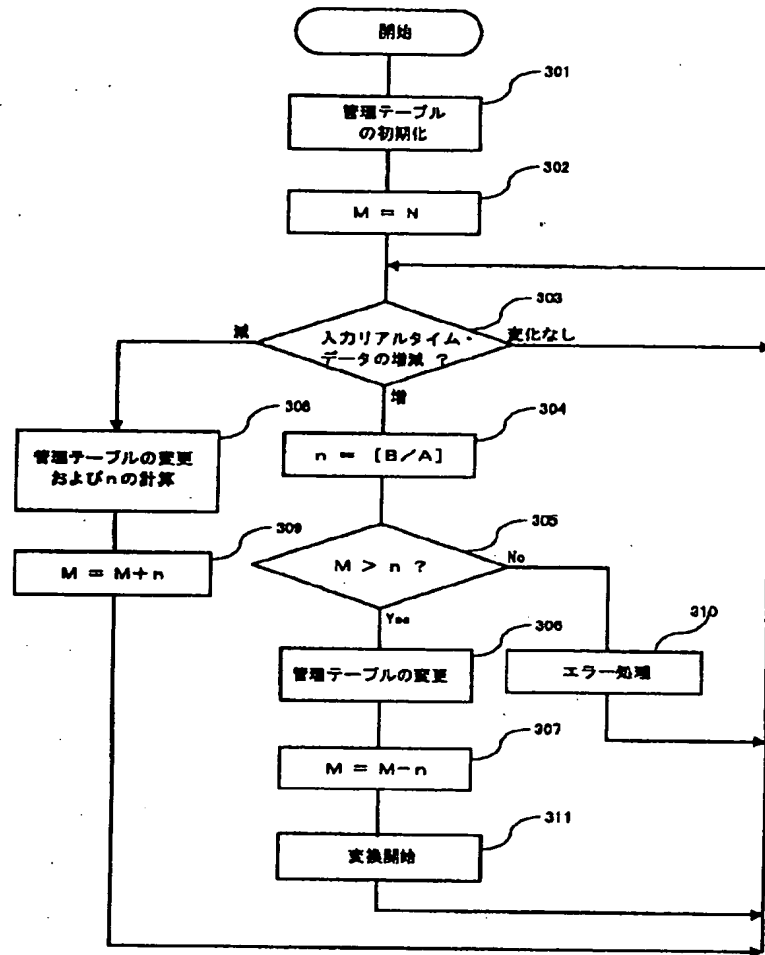 開始
301
管理テーブル
の初期化
302
M = N
303
入力リアルタイム・
データの増減 ?
減
変化なし
増
308
管理テーブルの変更
およびnの計算
304
n = [B/A]
309
M = M+n
305
M > n ?
No
Yes
306
管理テーブルの変更
310
エラー処理
307
M = M-n
311
変換開始